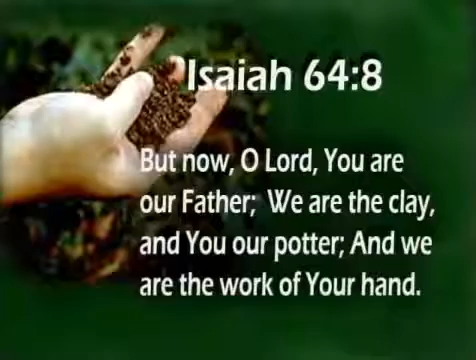 Isaiah 64:8
But now, O Lord, You are
our Father;  We are the clay,
and You our potter; And we
are the work of Your hand.